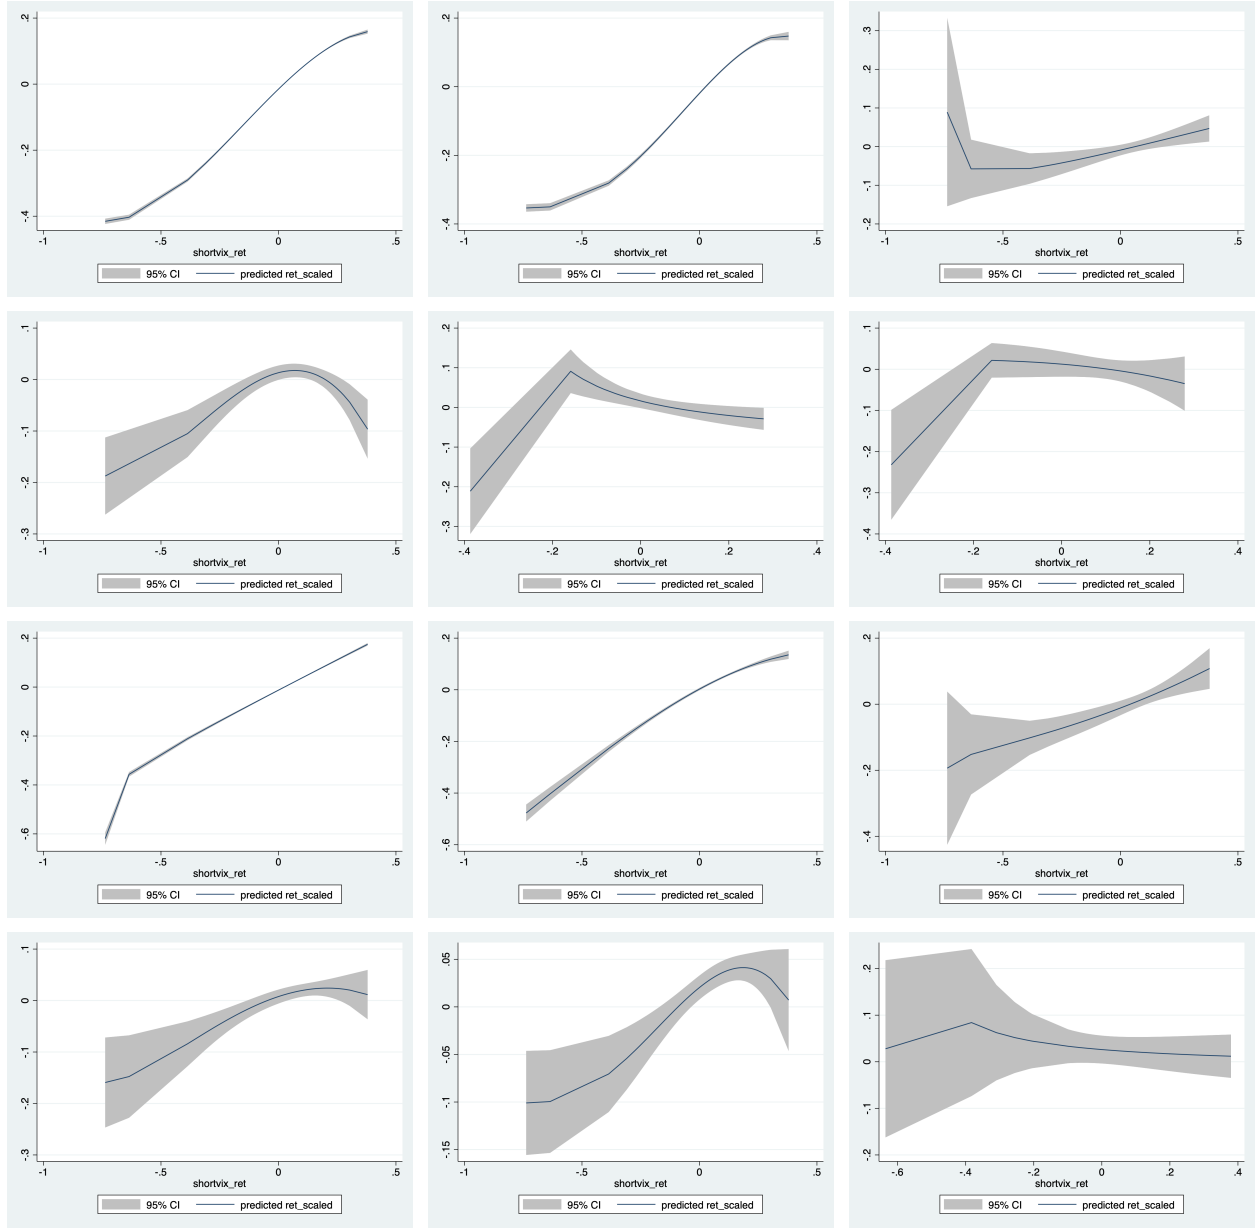 .2
0
-.2
-.4
-1 -.5 0 .5
shortvix_ret
95% CI predicted ret_scaled
.2
0
-.2
-.4
-1 -.5 0 .5
shortvix_ret
95% CI predicted ret_scaled
.3
.2
.1
0
-.1
-.2
-1 -.5 0 .5
shortvix_ret
95% CI predicted ret_scaled
.1
0
-.1
-.2
-.3
-1 -.5 0 .5
shortvix_ret
95% CI predicted ret_scaled
.2
.1
0
-.1
-.2
-.3
-.4 -.2 0 .2 .4
shortvix_ret
95% CI predicted ret_scaled
.1
0
-.1
-.2
-.3
-.4
-.4 -.2 0 .2 .4
shortvix_ret
95% CI predicted ret_scaled
.2
0
-.2
-.4
-.6
-1 -.5 0 .5
shortvix_ret
95% CI predicted ret_scaled
.2
0
-.2
-.4
-.6
-1 -.5 0 .5
shortvix_ret
95% CI predicted ret_scaled
.2
0
-.2
-.4
-1 -.5 0 .5
shortvix_ret
95% CI predicted ret_scaled
.1
0
-.1
-.2
-.3
-1 -.5 0 .5
shortvix_ret
95% CI predicted ret_scaled
.05
0
-.05
-.1
-.15
-1 -.5 0 .5
shortvix_ret
95% CI predicted ret_scaled
.2
.1
0
-.1
-.2
-.6 -.4 -.2 0 .2 .4
shortvix_ret
95% CI predicted ret_scaled